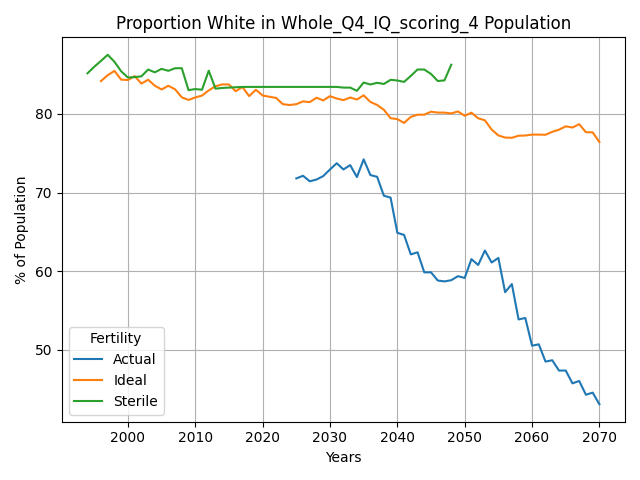 Proportion White in Whole_Q4_IQ_scoring_4 Population
% of Population
80
70
60
50
Fertility
Actual
Ideal
Sterile
2000 2010 2020 2030 2040 2050 2060 2070
Years